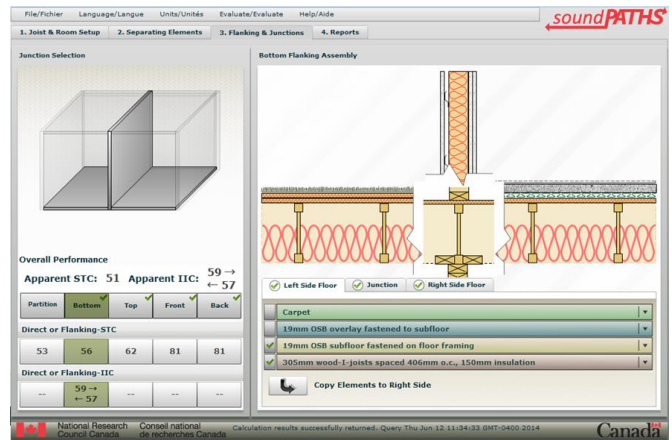 File/Fichier Language/Langue Units/Unités Evaluate/Evaluate Help/Aide
soundPATHS
1. Joist & Room Setup 2. Separating Elements 3. Flanking & Junctions 4. Reports
Junction Selection
Bottom Flanking Assembly
Overall Performance
Apparent STC: 51 Apparent IIC: 59 →
← 57
Partition Bottom Top Front Back
Direct or Flanking-STC
53 56 62 81 81
Direct or Flanking-IIC
-- 59 → -- -- --
← 57
Left Side Floor Junction Right Side Floor
Carpet
19mm OSB overlay fastened to subfloor
19mm OSB subfloor fastened on floor framing
305mm wood-I-joists spaced 406mm o.c., 150mm insulation
Copy Elements to Right Side
National Research Conseil national
Council Canada de recherches Canada
Calculation results successfully returned. Query Thu Jun 12 11:34:33 GMT-0400 2014
Canada